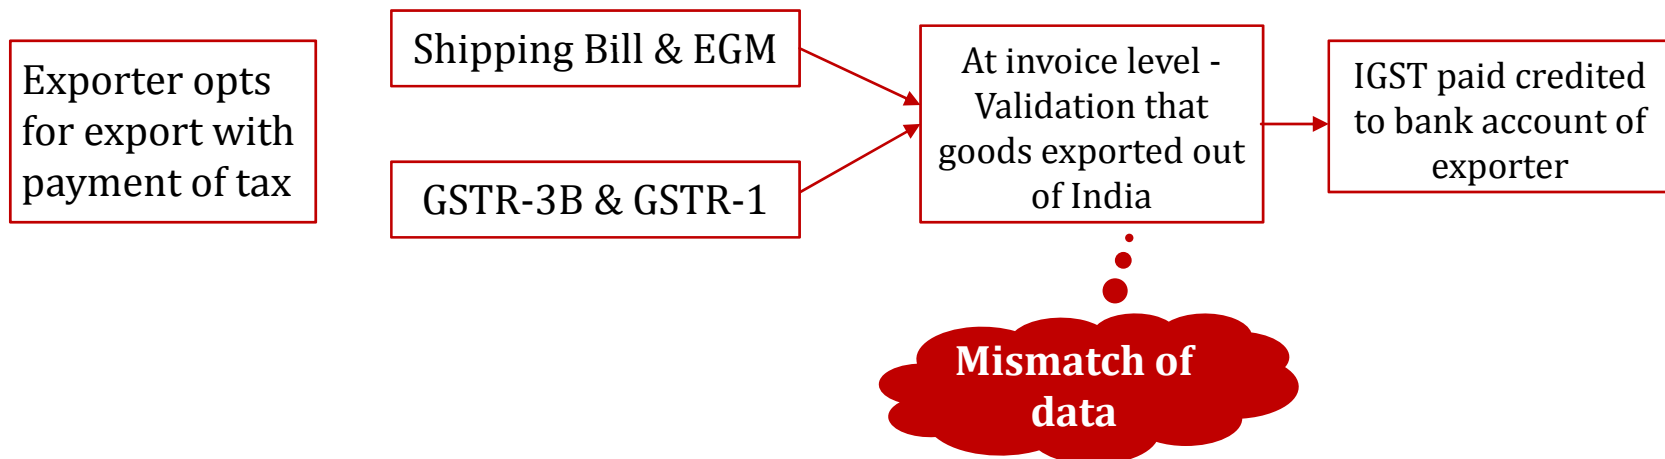 Exporter opts
for export with
payment of tax
Shipping Bill & EGM
GSTR-3B & GSTR-1
At invoice level -
Validation that
goods exported out
of India
IGST paid credited
to bank account of
exporter
Mismatch of
data